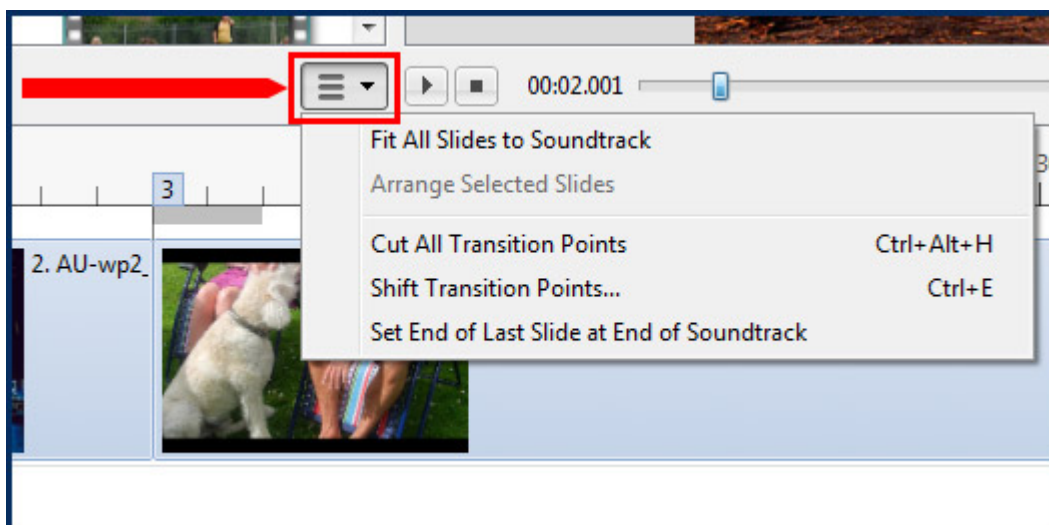 00:02.001
Fit All Slides to Soundtrack
Arrange Selected Slides
3
Cut All Transition Points Ctrl+Alt+H
2. AU-wp2_
Shift Transition Points... Ctrl+E
Set End of Last Slide at End of Soundtrack